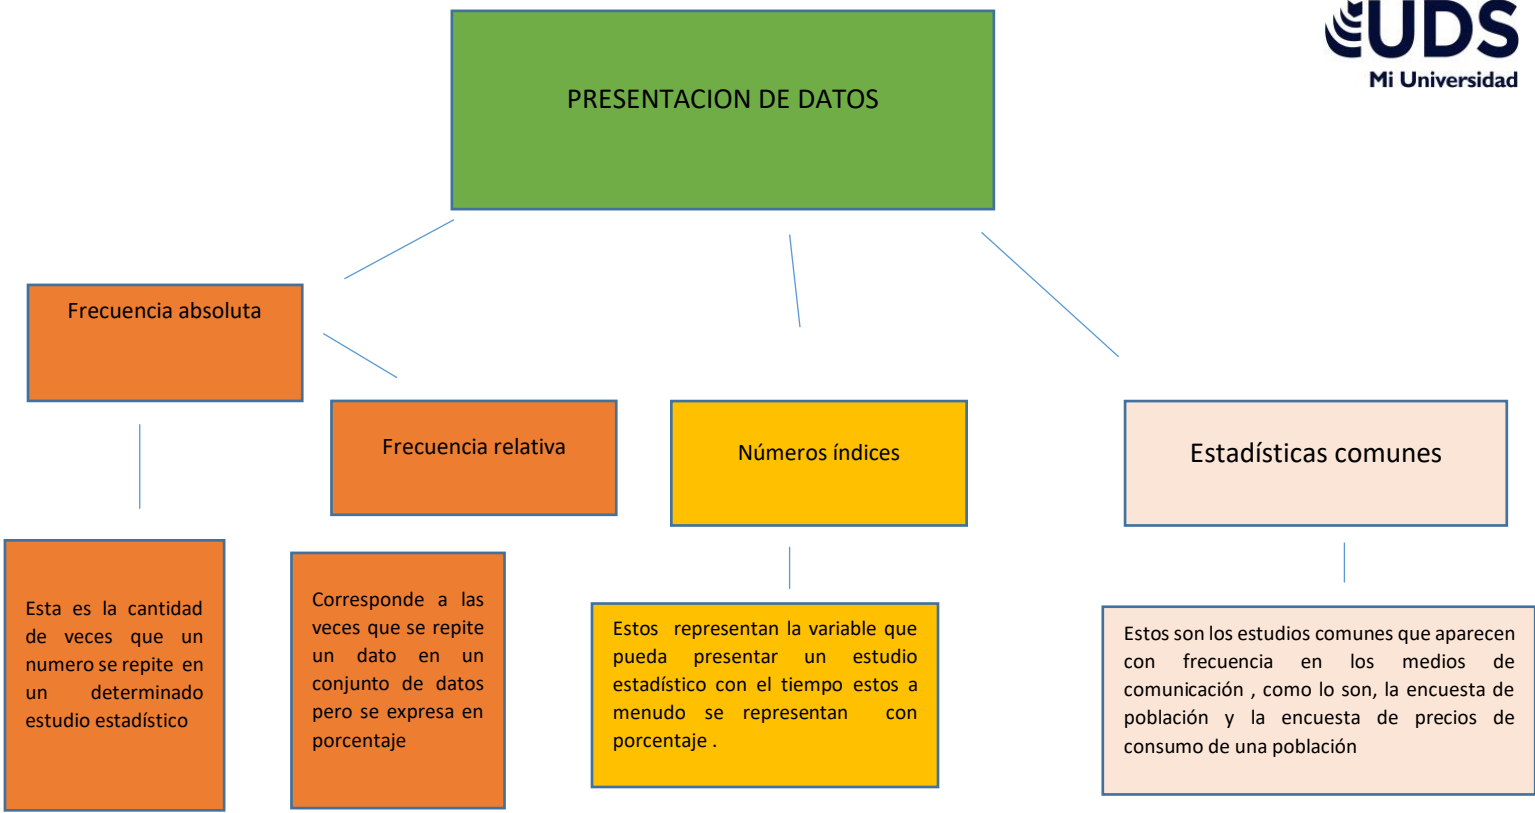 UDS
Mi Universidad
PRESENTACION DE DATOS
Frecuencia absoluta
Frecuencia relativa
Números índices
Estadísticas comunes
Esta es la cantidad
de veces que un
numero se repite en
un determinado
estudio estadístico
Corresponde a las
veces que se repite
un dato en un
conjunto de datos
pero se expresa en
porcentaje
Estos representan la variable que
pueda presentar un estudio
estadístico con el tiempo estos a
menudo se representan con
porcentaje .
Estos son los estudios comunes que aparecen
con frecuencia en los medios de
comunicación , como lo son, la encuesta de
población y la encuesta de precios de
consumo de una población